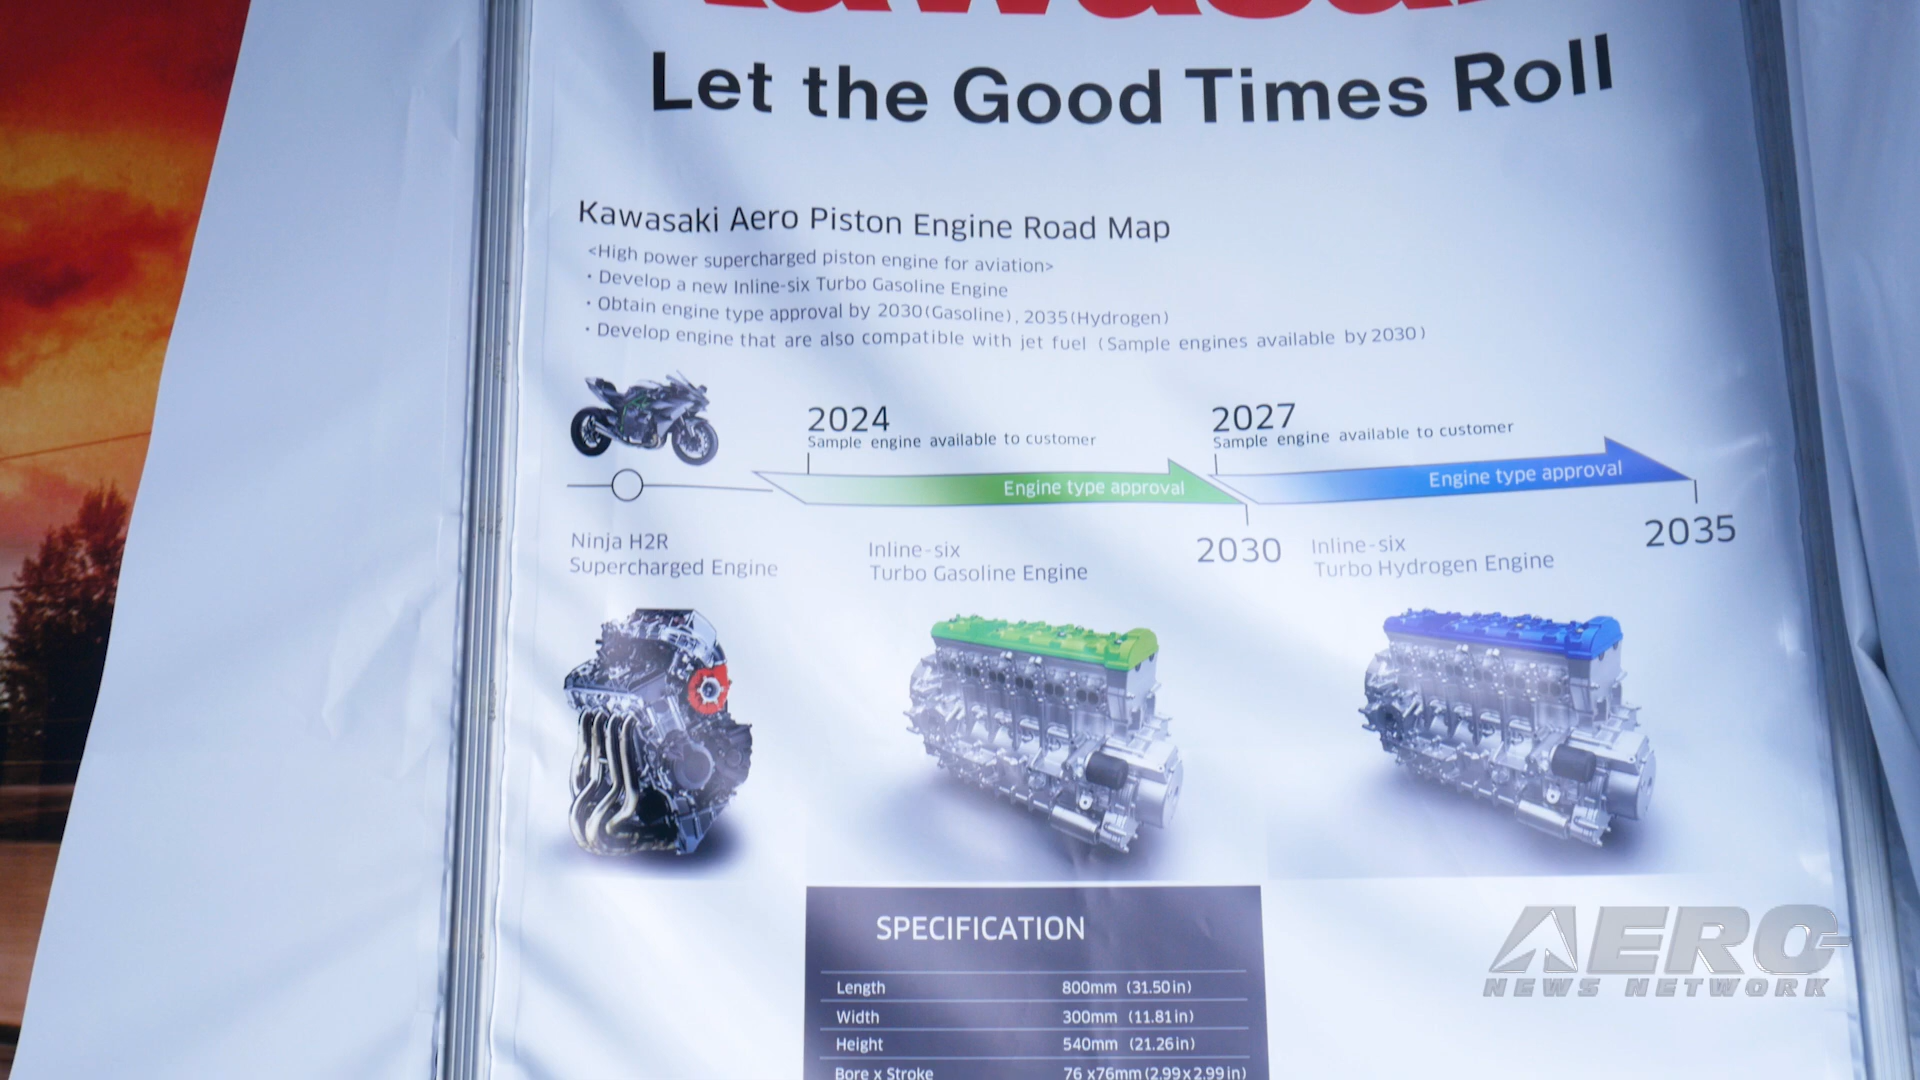 Kawasaki
Let the Good Times Roll
Kawasaki Aero Piston Engine Road Map
<High power supercharged piston engine for aviation>
・Develop a new Inline-six Turbo Gasoline Engine
・Obtain engine type approval by 2030(Gasoline), 2035(Hydrogen)
・Develop engine that are also compatible with jet fuel (Sample engines available by 2030)
2024
Sample engine available to customer
2027
Sample engine available to customer
Engine type approval
Engine type approval
2030
2035
Ninja H2R
Supercharged Engine
Inline-six
Turbo Gasoline Engine
Inline-six
Turbo Hydrogen Engine
SPECIFICATION
Length 800mm (31.50in)
Width 300mm (11.81in)
Height 540mm (21.26in)
Bore x Stroke 76 x76mm (2.99x2.99in)
AERO
NEWS NETWORK